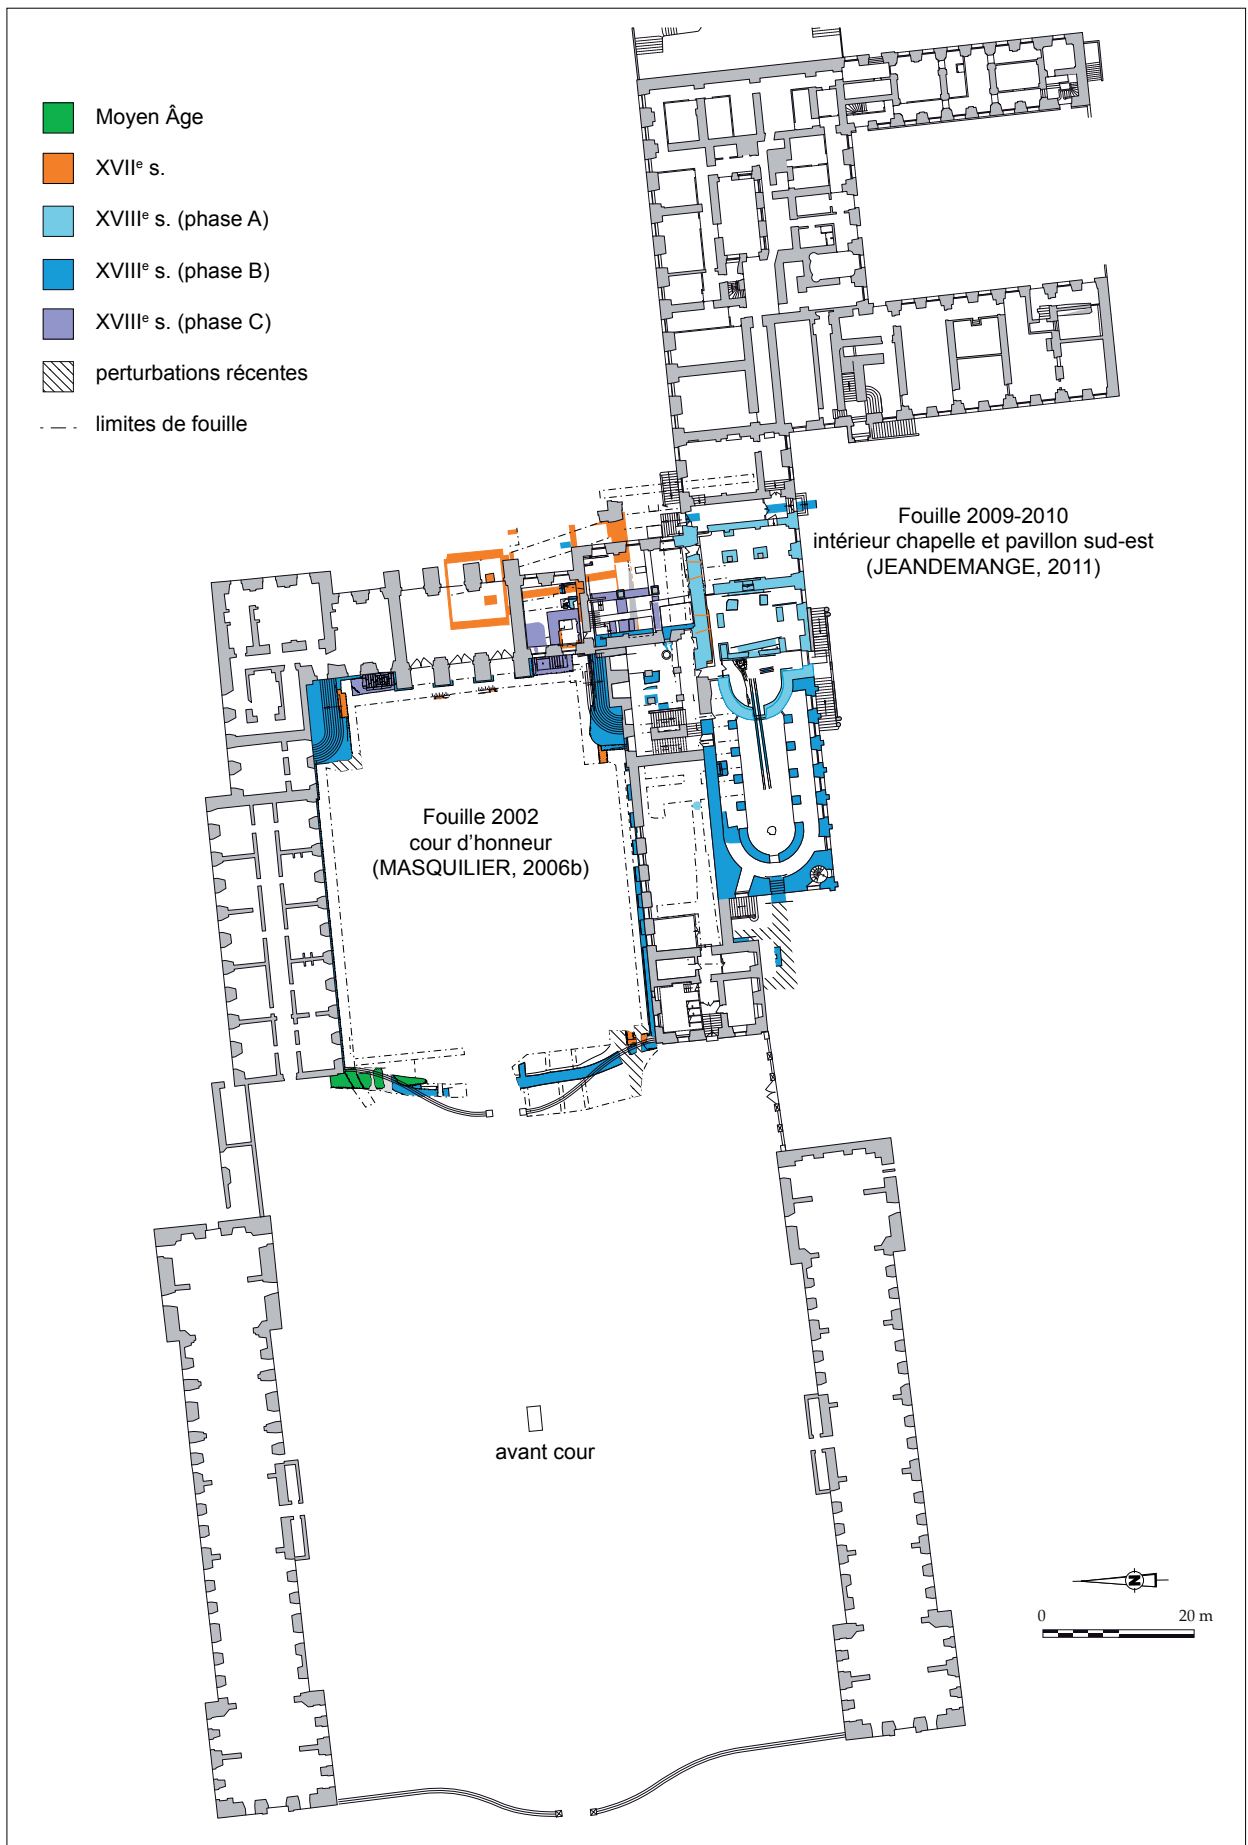 Moyen Âge
XVIIe s.
XVIIIe s. (phase A)
XVIIIe s. (phase B)
XVIIIe s. (phase C)
perturbations récentes
limites de fouille
Fouille 2009-2010
intérieur chapelle et pavillon sud-est
(JEANDEMANGE, 2011)
Fouille 2002
cour d'honneur
(MASQUILIER, 2006b)
avant cour
N
0 20 m